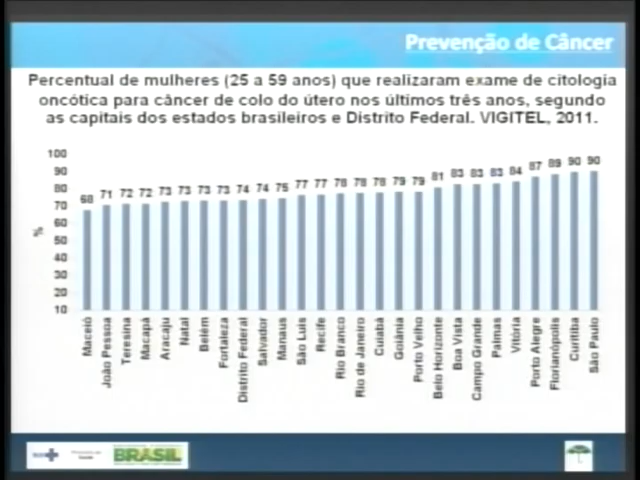 Prevenção de Câncer
Percentual de mulheres (25 a 59 anos) que realizaram exame de citologia
oncótica para câncer de colo do útero nos últimos três anos, segundo
as capitais dos estados brasileiros e Distrito Federal. VIGITEL, 2011.
100
90
80
70
60
50
40
30
20
10
%
68 71 72 72 73 73 73 73 74 74 75 77 77 78 78 78 79 79 81 83 83 83 84 87 89 90 90
Maceió
João Pessoa
Teresina
Macapá
Aracaju
Natal
Belém
Fortaleza
Distrito Federal
Salvador
Manaus
São Luís
Recife
Rio Branco
Rio de Janeiro
Cuiabá
Goiânia
Porto Velho
Belo Horizonte
Boa Vista
Campo Grande
Palmas
Vitória
Porto Alegre
Florianópolis
Curitiba
São Paulo
BRASIL